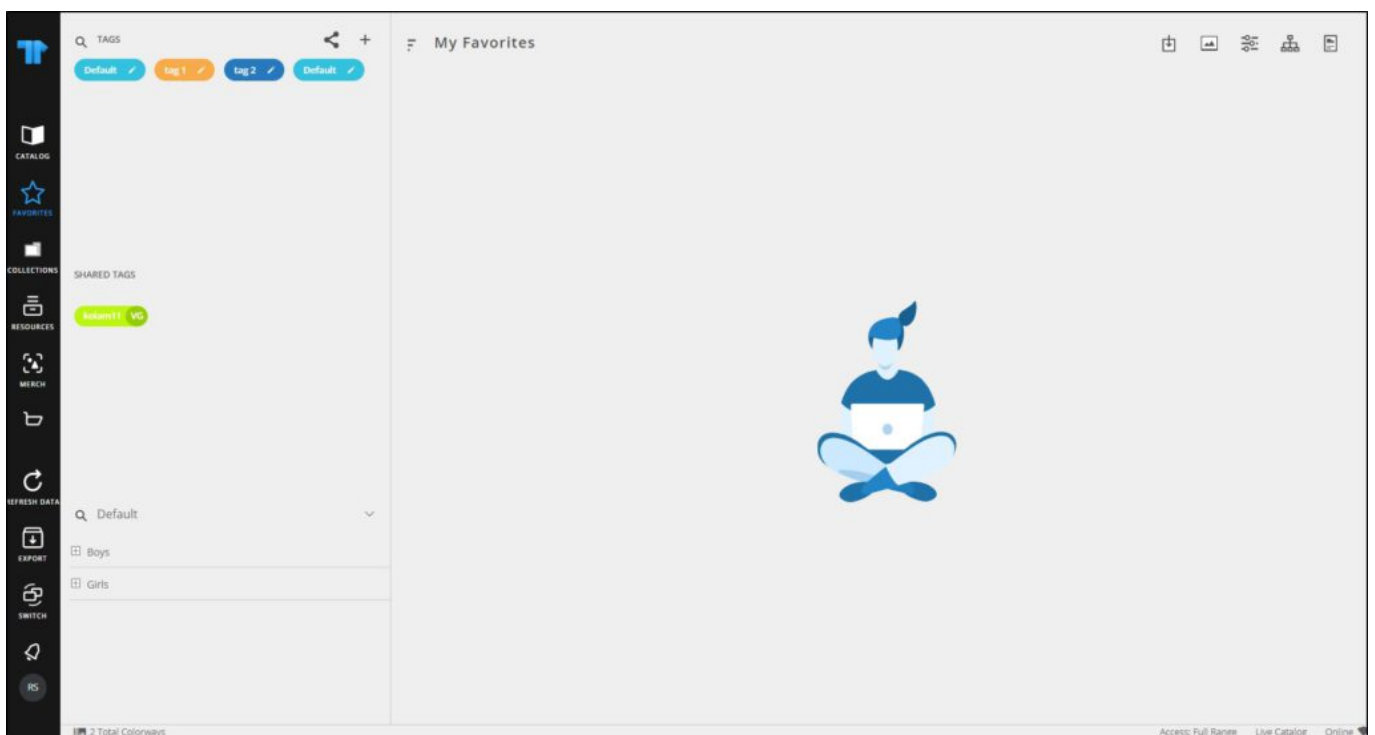 TAGS
Default
tag 1
tag 2
Default
My Favorites
CATALOG
FAVORITES
COLLECTIONS
SHARED TAGS
VG
RESOURCES
MERCH
REFRESH DATA
Default
Boys
EXPORT
Girls
SWITCH
RS
2 Total Colorways
Access: Full Range
Live Catalog
Online